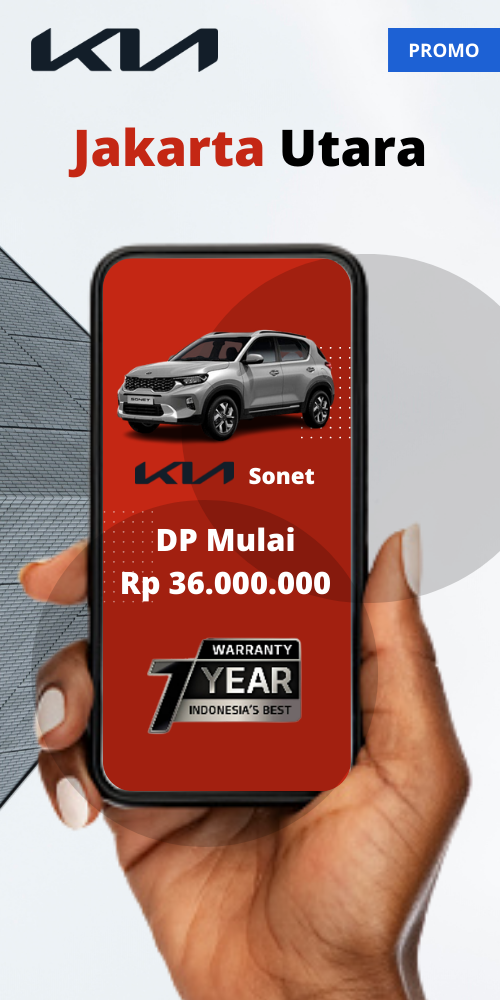 KIA
PROMO
Jakarta Utara
SONET
KIA Sonet
DP Mulai
Rp 36.000.000
WARRANTY
7 YEAR
INDONESIA'S BEST